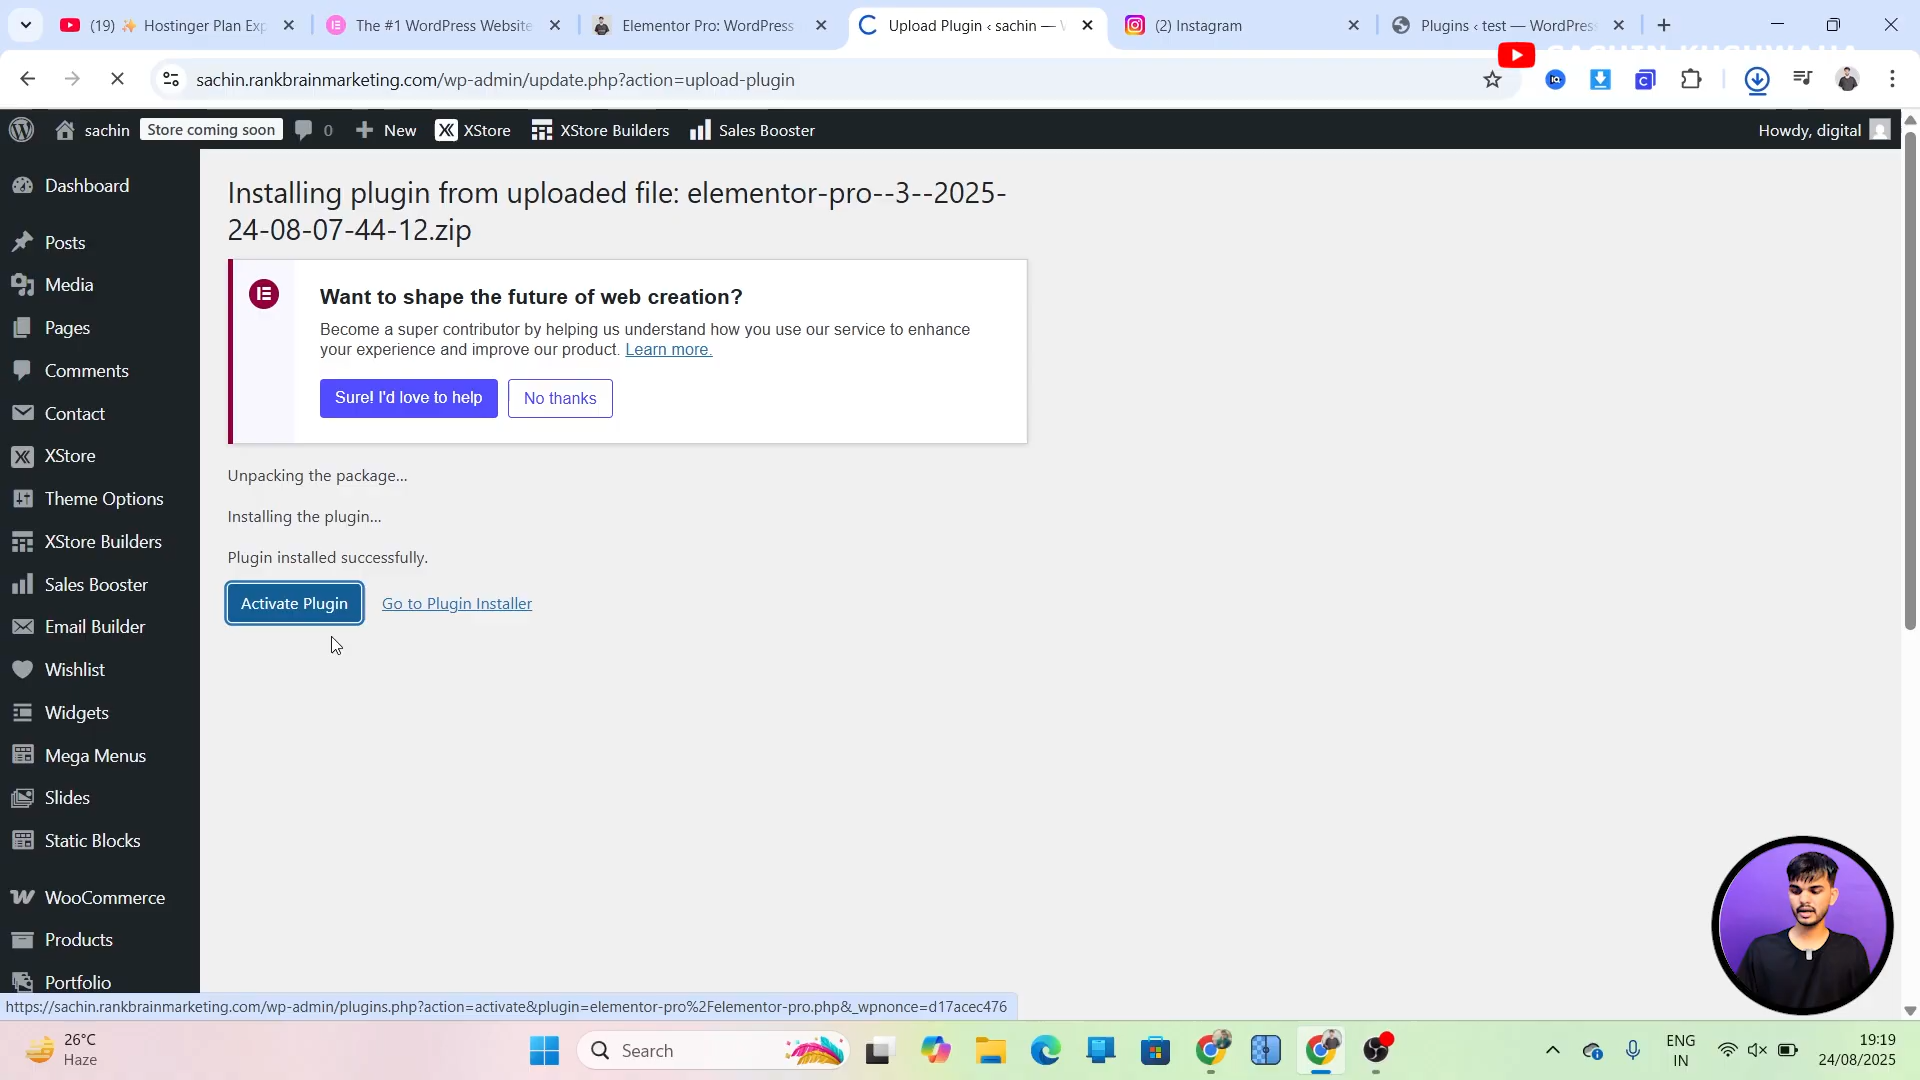 (19) ✨ Hostinger Plan Exp
The #1 WordPress Website
Elementor Pro: WordPress
Upload Plugin ‹ sachin — W
(2) Instagram
Plugins ‹ test — WordPress
sachin.rankbrainmarketing.com/wp-admin/update.php?action=upload-plugin
sachin
Store coming soon
0
New
XStore
XStore Builders
Sales Booster
Howdy, digital
Dashboard
Posts
Media
Pages
Comments
Contact
XStore
Theme Options
XStore Builders
Sales Booster
Email Builder
Wishlist
Widgets
Mega Menus
Slides
Static Blocks
WooCommerce
Products
Portfolio
Installing plugin from uploaded file: elementor-pro--3--2025-
24-08-07-44-12.zip
Want to shape the future of web creation?
Become a super contributor by helping us understand how you use our service to enhance
your experience and improve our product. Learn more.
Sure! I'd love to help
No thanks
Unpacking the package...
Installing the plugin...
Plugin installed successfully.
Activate Plugin
Go to Plugin Installer
https://sachin.rankbrainmarketing.com/wp-admin/plugins.php?action=activate&plugin=elementor-pro%2Felementor-pro.php&_wpnonce=d17acec476
26°C
Haze
Search
ENG
IN
19:19
24/08/2025